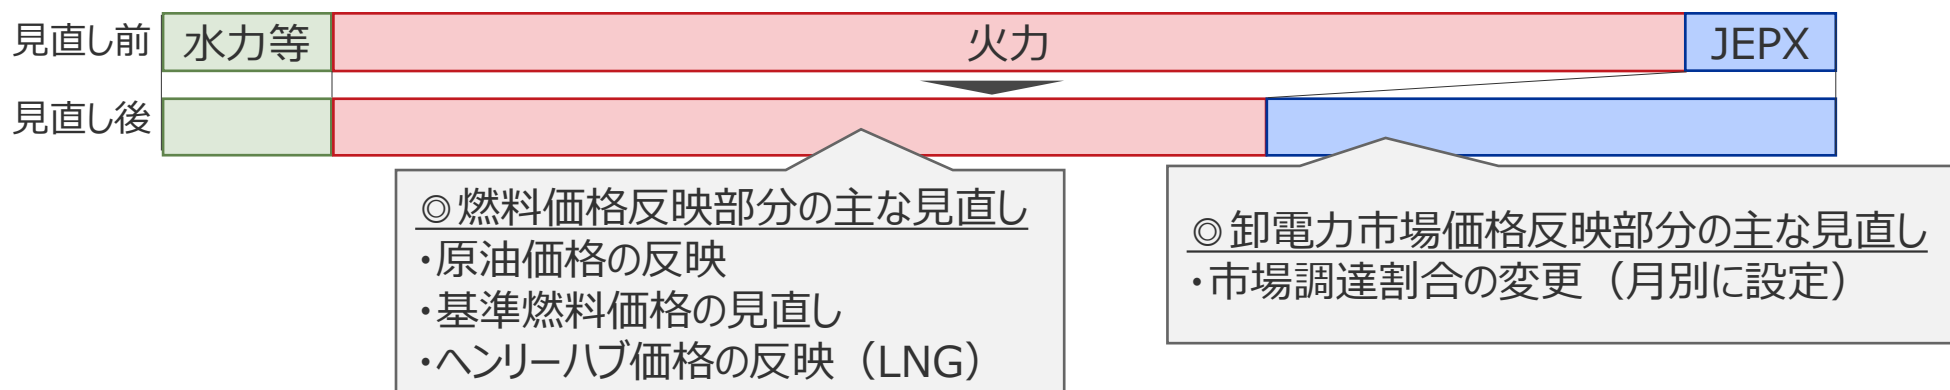 見直し前
水力等
火力
JEPX
見直し後
◎燃料価格反映部分の主な見直し
・原油価格の反映
・基準燃料価格の見直し
・ヘンリーハブ価格の反映（LNG）
◎卸電力市場価格反映部分の主な見直し
・市場調達割合の変更（月別に設定）